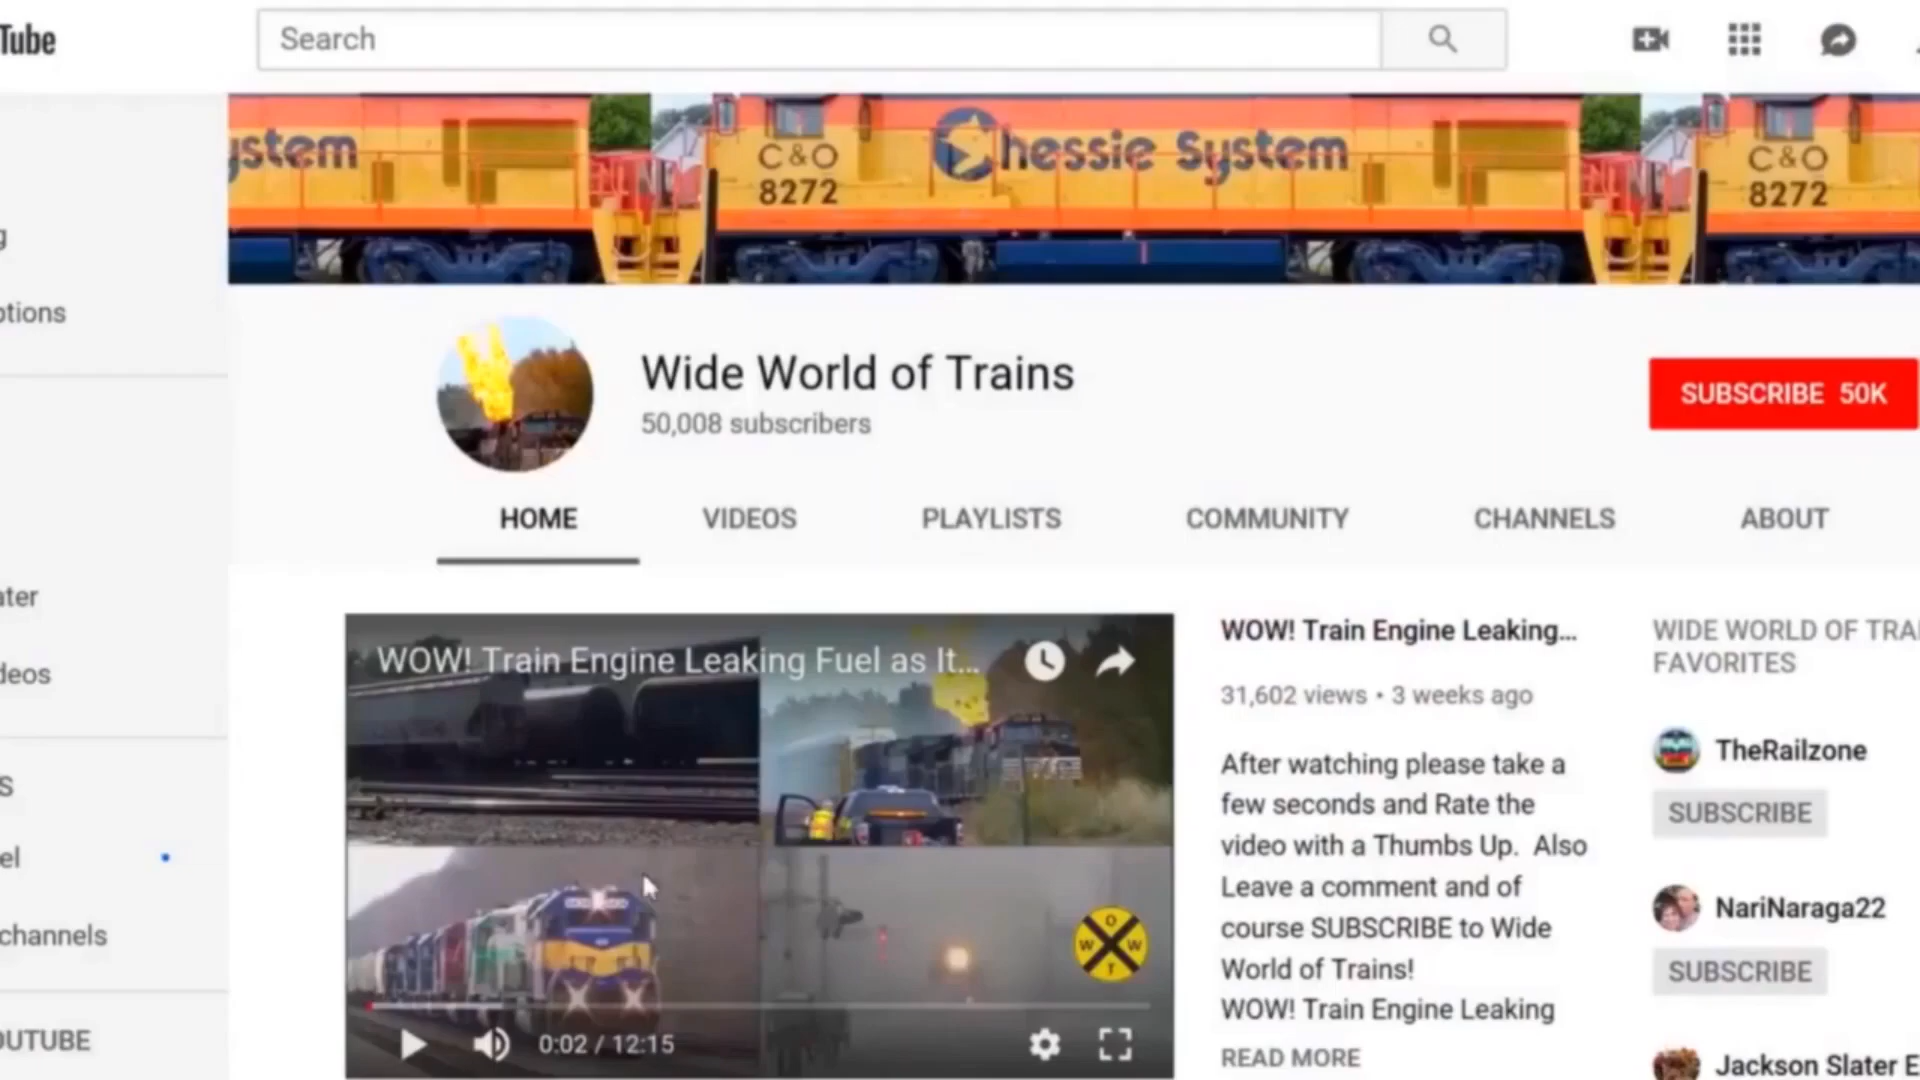 Tube
Search
ystem
C&O
8272
Chessie System
C&O
8272
Wide World of Trains
50,008 subscribers
SUBSCRIBE 50K
HOME
VIDEOS
PLAYLISTS
COMMUNITY
CHANNELS
ABOUT
WOW! Train Engine Leaking Fuel as It...
0:02 / 12:15
O
W W
T
WOW! Train Engine Leaking...
31,602 views • 3 weeks ago
After watching please take a
few seconds and Rate the
video with a Thumbs Up. Also
Leave a comment and of
course SUBSCRIBE to Wide
World of Trains!
WOW! Train Engine Leaking
READ MORE
WIDE WORLD OF TRAI
FAVORITES
TheRailzone
SUBSCRIBE
NariNaraga22
SUBSCRIBE
Jackson Slater E
g
ptions
ater
deos
S
el
channels
OUTUBE